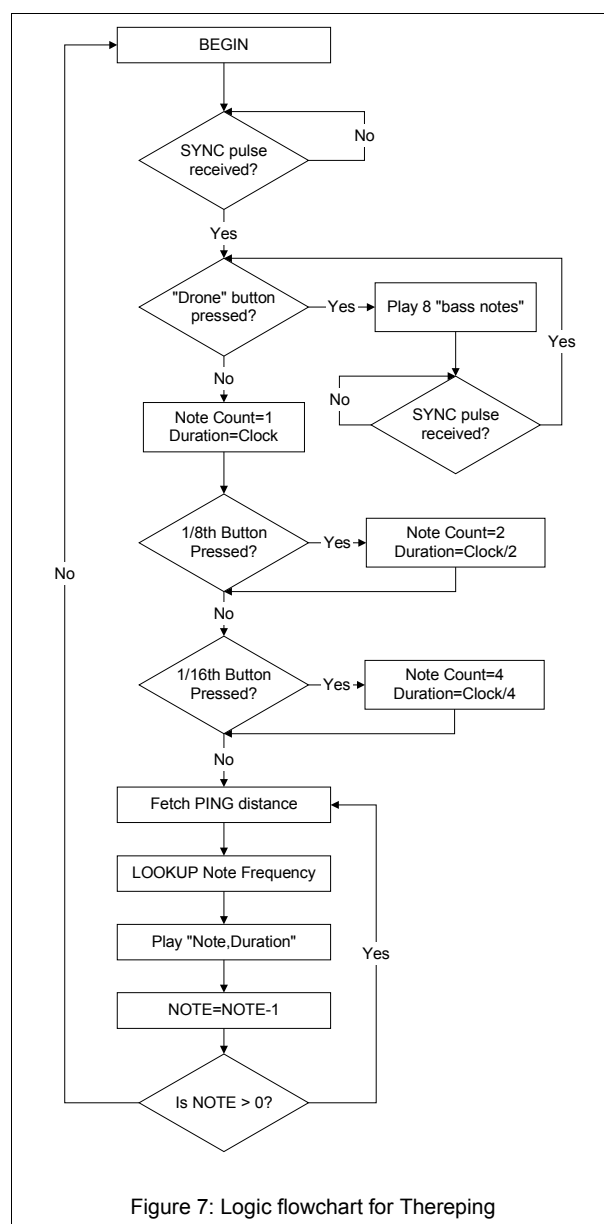 BEGIN
No
SYNC pulse
received?
Yes
"Drone" button
pressed?
Yes
Play 8 "bass notes"
Yes
No
No
SYNC pulse
received?
Note Count=1
Duration=Clock
1/8th Button
Pressed?
Yes
Note Count=2
Duration=Clock/2
No
No
1/16th Button
Pressed?
Yes
Note Count=4
Duration=Clock/4
No
Fetch PING distance
LOOKUP Note Frequency
Play "Note,Duration"
Yes
NOTE=NOTE-1
Is NOTE > 0?
Figure 7: Logic flowchart for Thereping